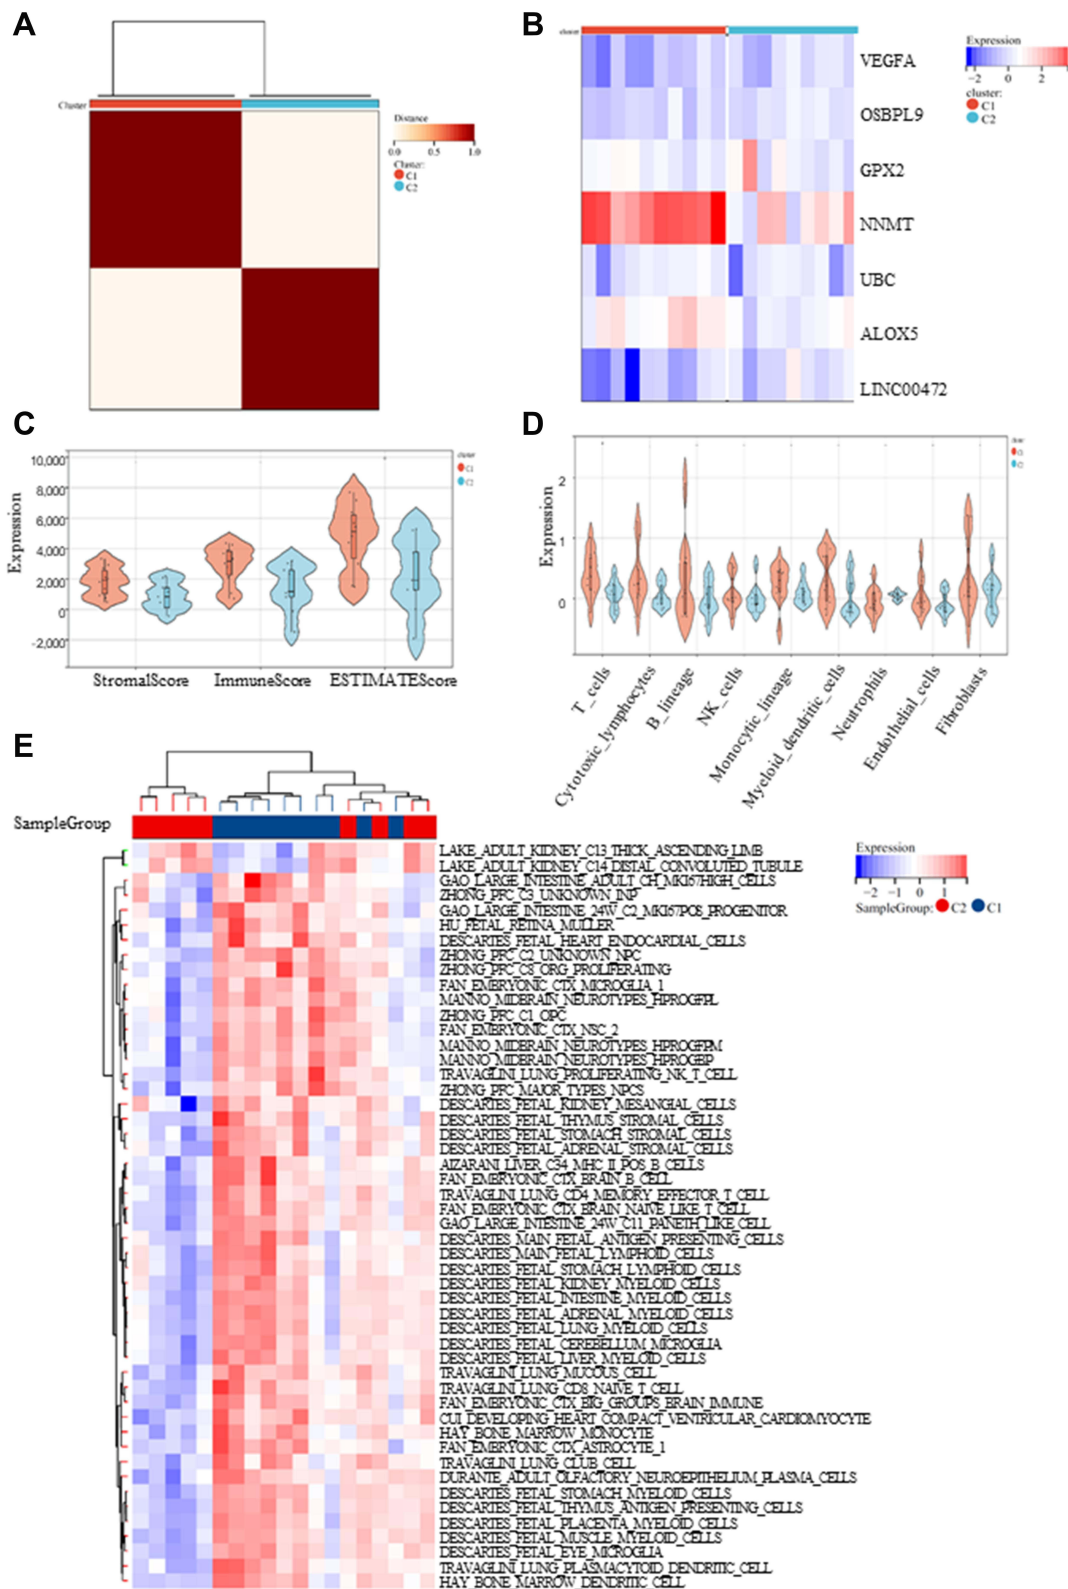 A
Cluster
Distance
0.0 0.5 1.0
Cluster:
C1
C2
B
cluster
VEGFA
OSBPL9
GPX2
NNMT
UBC
ALOX5
LINC00472
Expression
−2 0 2
cluster:
C1
C2
C
Expression
10,000
8,000
6,000
4,000
2,000
0
-2,000
StromalScore ImmuneScore ESTIMATEScore
cluster
C1
C2
D
Expression
2
1
0
T_cells
Cytotoxic_lymphocytes
B_lineage
NK_cells
Monocytic_lineage
Myeloid_dendritic_cells
Neutrophils
Endothelial_cells
Fibroblasts
C1
C2
E
SampleGroup
LAKE_ADULT_KIDNEY_C13_THICK_ASCENDING_LIMB
LAKE_ADULT_KIDNEY_C14_DISTAL_CONVOLUTED_TUBULE
GAO_LARGE_INTESTINE_ADULT_CH_MKI67HIGH_CELLS
ZHONG_PFC_C3_UNKNOWN_INP
GAO_LARGE_INTESTINE_24W_C2_MKI67POS_PROGENITOR
HU_FETAL_RETINA_MULLER
DESCARTES_FETAL_HEART_ENDOCARDIAL_CELLS
ZHONG_PFC_C2_UNKNOWN_NPC
ZHONG_PFC_C8_ORG_PROLIFERATING
FAN_EMBRYONIC_CTX_MICROGLIA_1
MANNO_MIDBRAIN_NEUROTYPES_HPROGFPL
ZHONG_PFC_C1_OPC
FAN_EMBRYONIC_CTX_NSC_2
MANNO_MIDBRAIN_NEUROTYPES_HPROGFPM
MANNO_MIDBRAIN_NEUROTYPES_HPROGBP
TRAVAGLINI_LUNG_PROLIFERATING_NK_T_CELL
ZHONG_PFC_MAJOR_TYPES_NPCS
DESCARTES_FETAL_KIDNEY_MESANGIAL_CELLS
DESCARTES_FETAL_THYMUS_STROMAL_CELLS
DESCARTES_FETAL_STOMACH_STROMAL_CELLS
DESCARTES_FETAL_ADRENAL_STROMAL_CELLS
AIZARANI_LIVER_C34_MHC_II_POS_B_CELLS
FAN_EMBRYONIC_CTX_BRAIN_B_CELL
TRAVAGLINI_LUNG_CD4_MEMORY_EFFECTOR_T_CELL
FAN_EMBRYONIC_CTX_BRAIN_NAIVE_LIKE_T_CELL
GAO_LARGE_INTESTINE_24W_C11_PANETH_LIKE_CELL
DESCARTES_MAIN_FETAL_ANTIGEN_PRESENTING_CELLS
DESCARTES_MAIN_FETAL_LYMPHOID_CELLS
DESCARTES_FETAL_STOMACH_LYMPHOID_CELLS
DESCARTES_FETAL_KIDNEY_MYELOID_CELLS
DESCARTES_FETAL_INTESTINE_MYELOID_CELLS
DESCARTES_FETAL_ADRENAL_MYELOID_CELLS
DESCARTES_FETAL_LUNG_MYELOID_CELLS
DESCARTES_FETAL_CEREBELLUM_MICROGLIA
DESCARTES_FETAL_LIVER_MYELOID_CELLS
TRAVAGLINI_LUNG_MUCOUS_CELL
TRAVAGLINI_LUNG_CD8_NAIVE_T_CELL
FAN_EMBRYONIC_CTX_BIG_GROUPS_BRAIN_IMMUNE
CUI_DEVELOPING_HEART_COMPACT_VENTRICULAR_CARDIOMYOCYTE
HAY_BONE_MARROW_MONOCYTE
FAN_EMBRYONIC_CTX_ASTROCYTE_1
TRAVAGLINI_LUNG_CLUB_CELL
DURANTE_ADULT_OLFACTORY_NEUROEPITHELIUM_PLASMA_CELLS
DESCARTES_FETAL_STOMACH_MYELOID_CELLS
DESCARTES_FETAL_THYMUS_ANTIGEN_PRESENTING_CELLS
DESCARTES_FETAL_PLACENTA_MYELOID_CELLS
DESCARTES_FETAL_MUSCLE_MYELOID_CELLS
DESCARTES_FETAL_EYE_MICROGLIA
TRAVAGLINI_LUNG_PLASMACYTOID_DENDRITIC_CELL
HAY_BONE_MARROW_DENDRITIC_CELL
Expression
−2 −1 0 1
SampleGroup: C2 C1